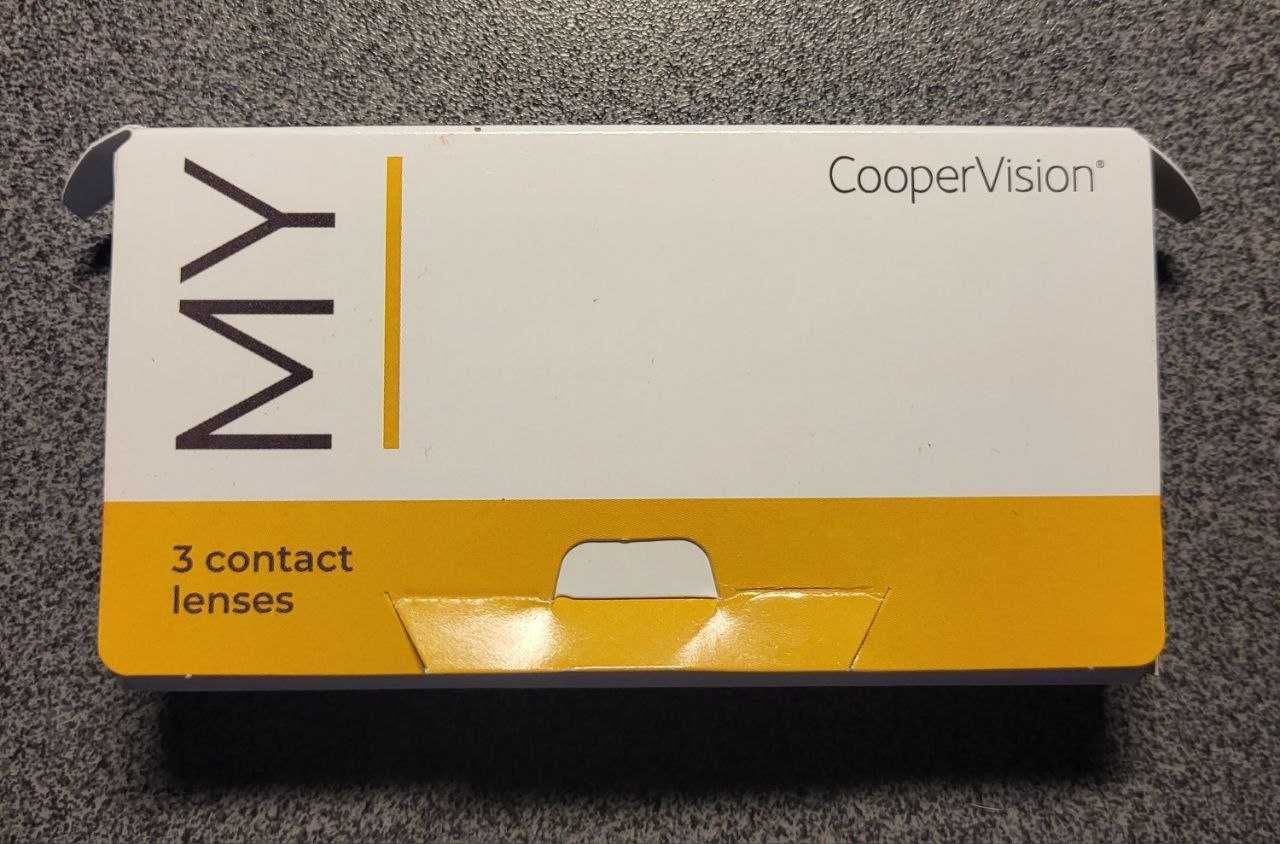 MY
CooperVision®
3 contact
lenses